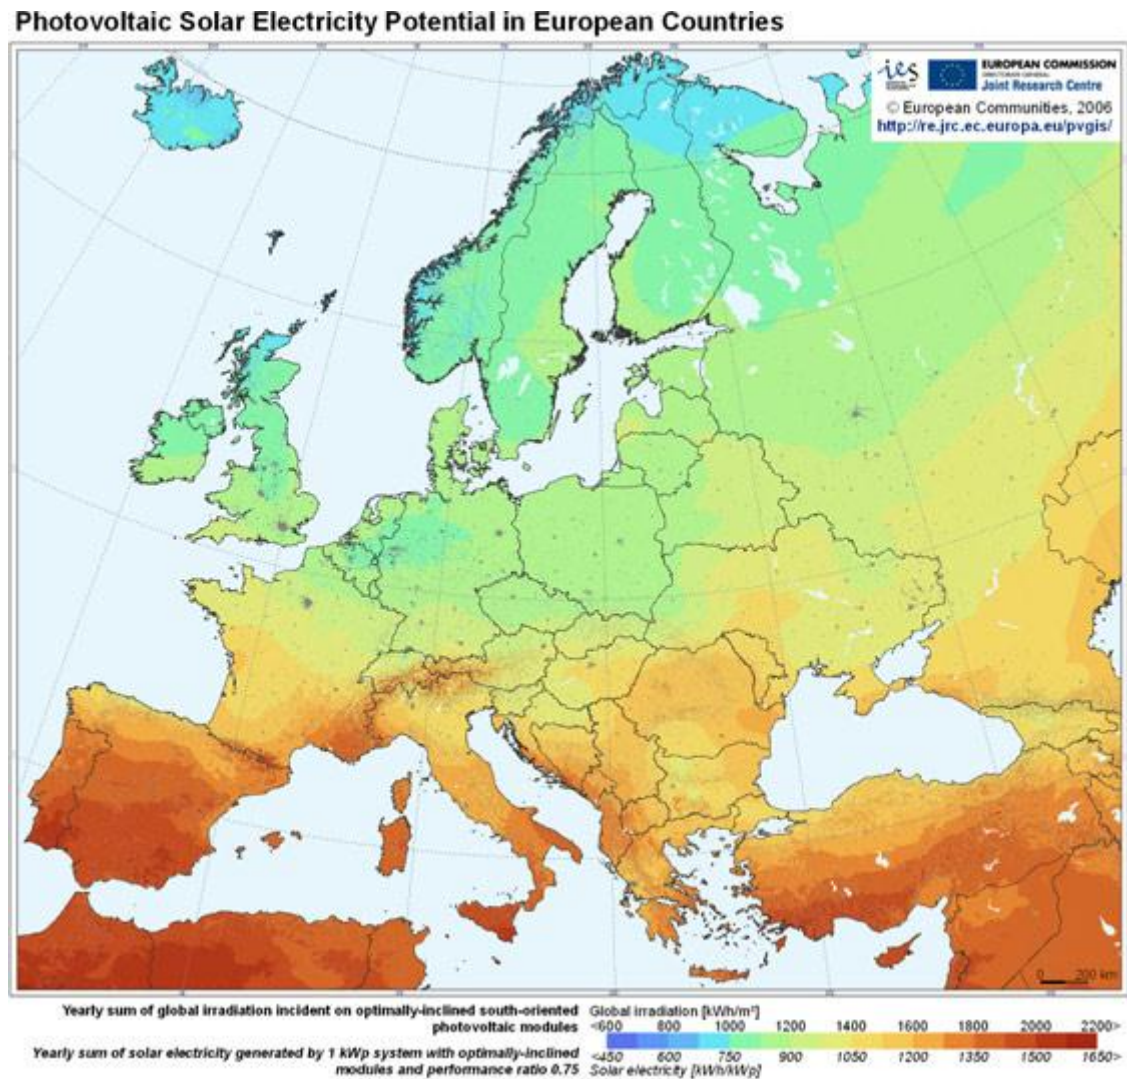 Photovoltaic Solar Electricity Potential in European Countries
ies
EUROPEAN COMMISSION
DIRECTORATE-GENERAL
Joint Research Centre
© European Communities, 2006
http://re.jrc.ec.europa.eu/pvgis/
0 200 km
Yearly sum of global irradiation incident on optimally-inclined south-oriented
photovoltaic modules
Global irradiation [kWh/m²]
<600 800 1000 1200 1400 1600 1800 2000 2200>
Yearly sum of solar electricity generated by 1 kWp system with optimally-inclined
modules and performance ratio 0.75
<450 600 750 900 1050 1200 1350 1500 1650>
Solar electricity [kWh/kWp]